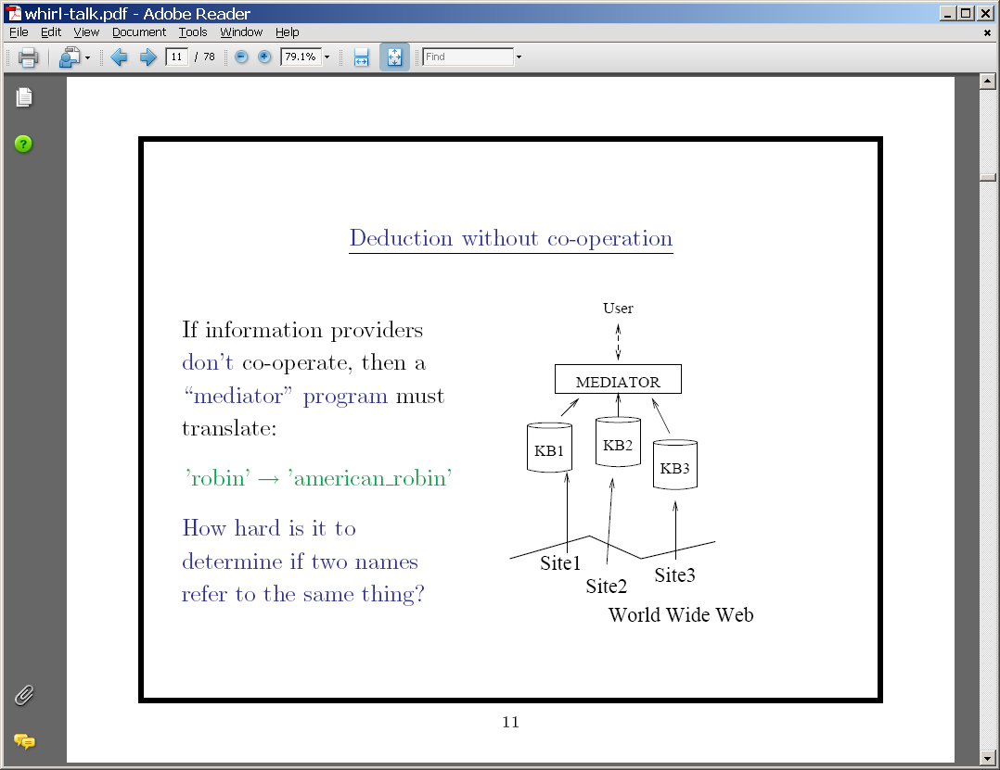 whirl-talk.pdf - Adobe Reader
File Edit View Document Tools Window Help
11 / 78 79.1% Find
Deduction without co-operation
If information providers
don't co-operate, then a
“mediator” program must
translate:
'robin' → 'american_robin'
How hard is it to
determine if two names
refer to the same thing?
User
MEDIATOR
KB1
KB2
KB3
Site1
Site2
Site3
World Wide Web
11